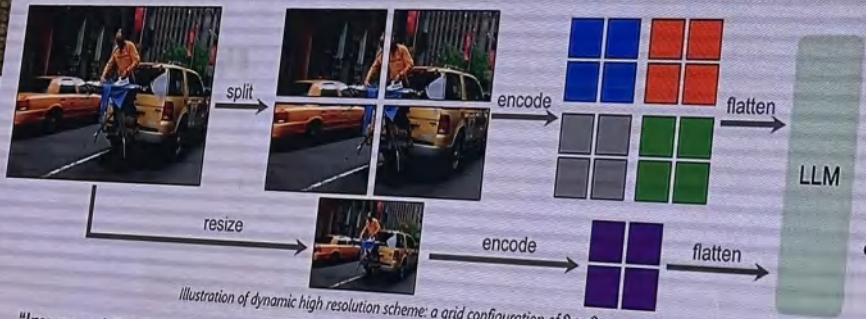 split
encode
flatten
LLM
resize
encode
flatten
Illustration of dynamic high resolution scheme: a grid configuration of